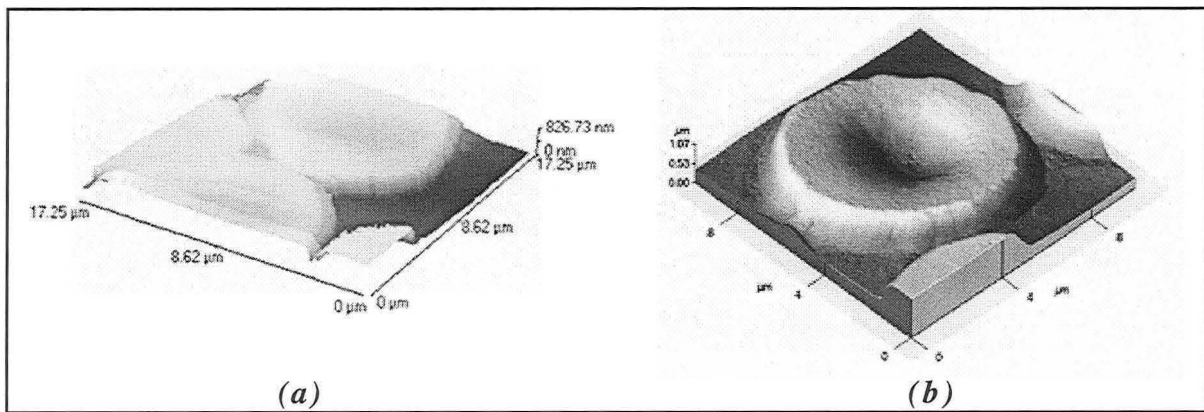 826.73 nm
0 nm
17.25 µm
17.25 µm
8.62 µm
8.62 µm
0 µm
0 µm
(a)
µm
1.07
0.53
0.00
8
8
µm
4
4
µm
0
0
(b)